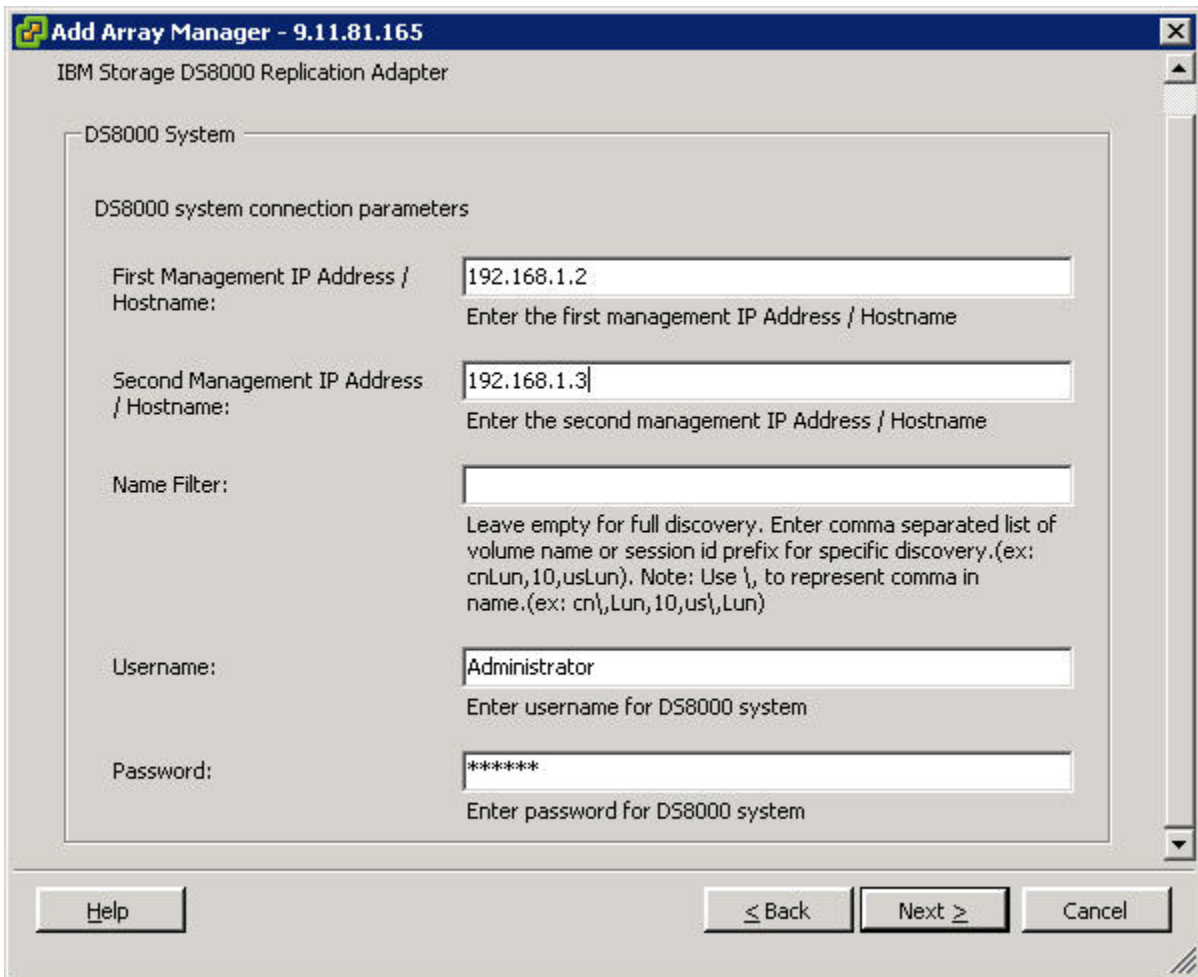 Add Array Manager - 9.11.81.165
IBM Storage DS8000 Replication Adapter
DS8000 System
DS8000 system connection parameters
First Management IP Address /
Hostname:
192.168.1.2
Enter the first management IP Address / Hostname
Second Management IP Address
/ Hostname:
192.168.1.3
Enter the second management IP Address / Hostname
Name Filter:
Leave empty for full discovery. Enter comma separated list of
volume name or session id prefix for specific discovery.(ex:
cnLun,10,usLun). Note: Use \, to represent comma in
name.(ex: cn\,Lun,10,us\,Lun)
Username:
Administrator
Enter username for DS8000 system
Password:
******
Enter password for DS8000 system
Help
< Back
Next >
Cancel